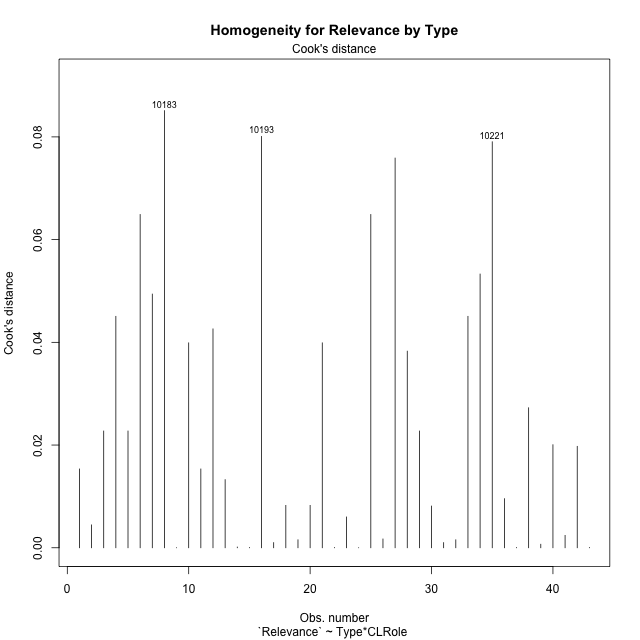 Homogeneity for Relevance by Type
Cook's distance
10183
10193
10221
0.08
0.06
0.04
0.02
0.00
Cook's distance
0 10 20 30 40
Obs. number
`Relevance` ~ Type*CLRole